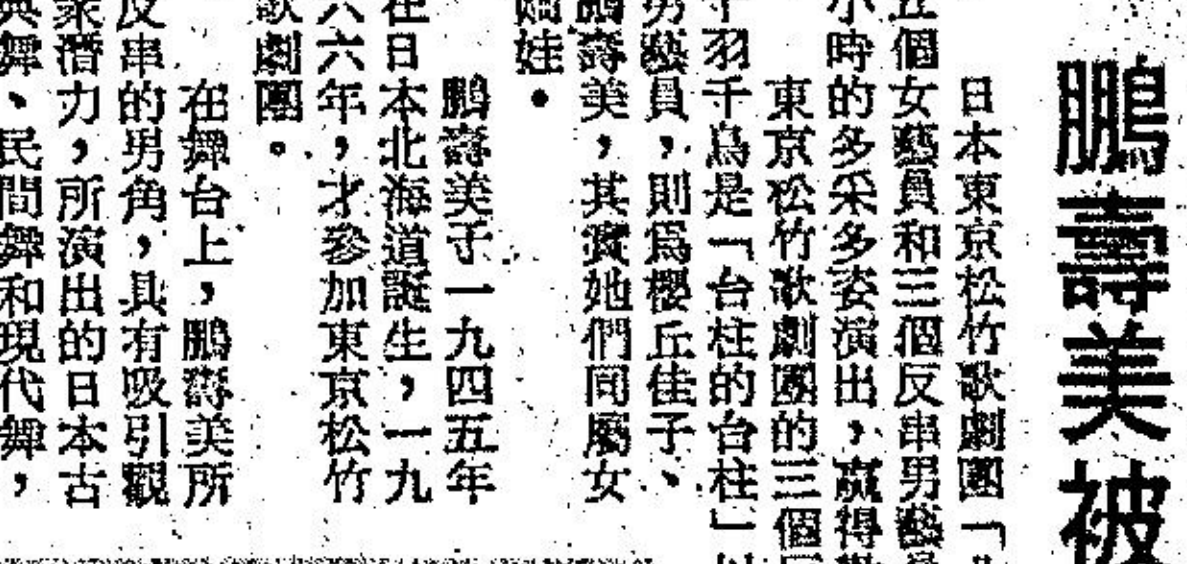 鵬壽美被
日本東京松竹歌劇團「
五個女藝員和三個反串男藝員
小時的多采多姿演出，贏得
東京松竹歌劇團的三個
千羽千鳥是「台柱的台柱」以
男藝員，則為櫻丘佳子、
鵬壽美，其實她們同屬女
娃。
鵬壽美于一九四五年
在日本北海道誕生，一九
六六年，才參加東京松竹
歌劇團。
在舞台上，鵬壽美所
反串的男角，具有吸引觀
眾潛力，所演出的日本古
典舞、民間舞和現代舞，